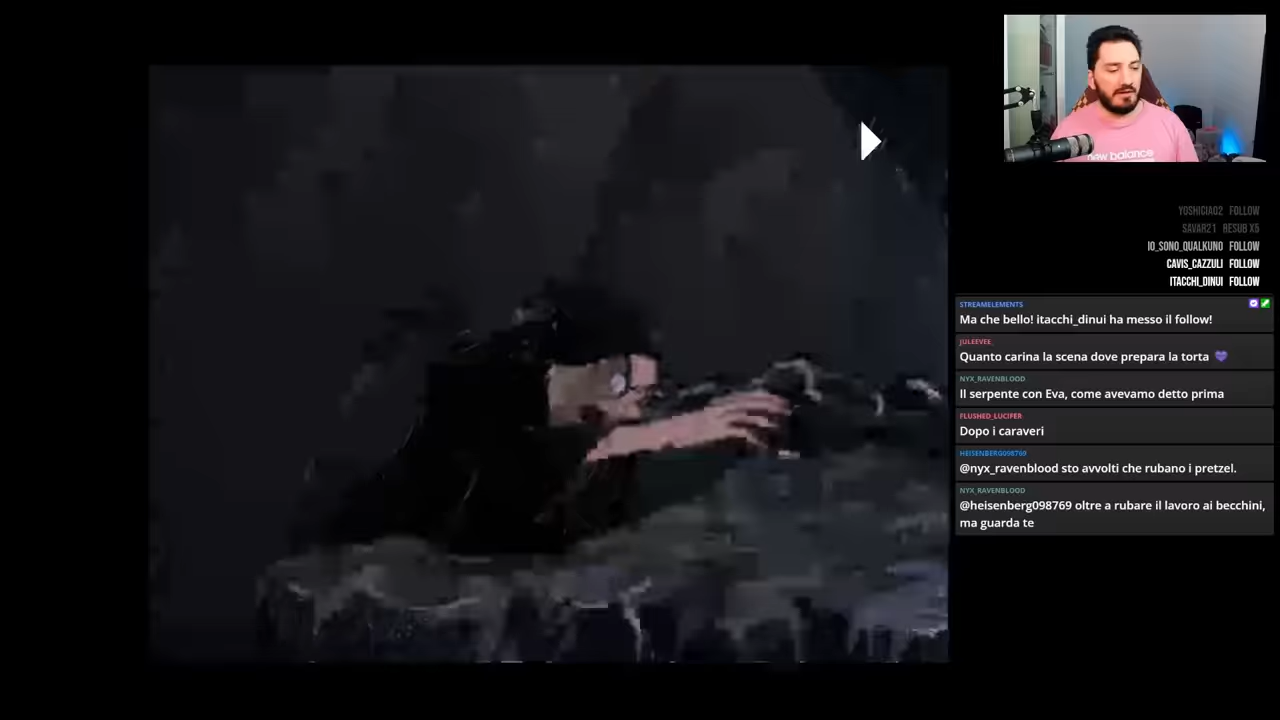 new balance
YOSHICIAO2 FOLLOW
SAVAR21 RESUB X5
IO_SONO_QUALKUNO FOLLOW
CAVIS_CAZZULI FOLLOW
ITACCHI_DINUI FOLLOW
STREAMELEMENTS
Ma che bello! itacchi_dinui ha messo il follow!
JULEEVEE_
Quanto carina la scena dove prepara la torta 💜
NYX_RAVENBLOOD
Il serpente con Eva, come avevamo detto prima
FLUSHED_LUCIFER
Dopo i caraveri
HEISENBERG098769
@nyx_ravenblood sto avvolti che rubano i pretzel.
NYX_RAVENBLOOD
@heisenberg098769 oltre a rubare il lavoro ai becchini,
ma guarda te